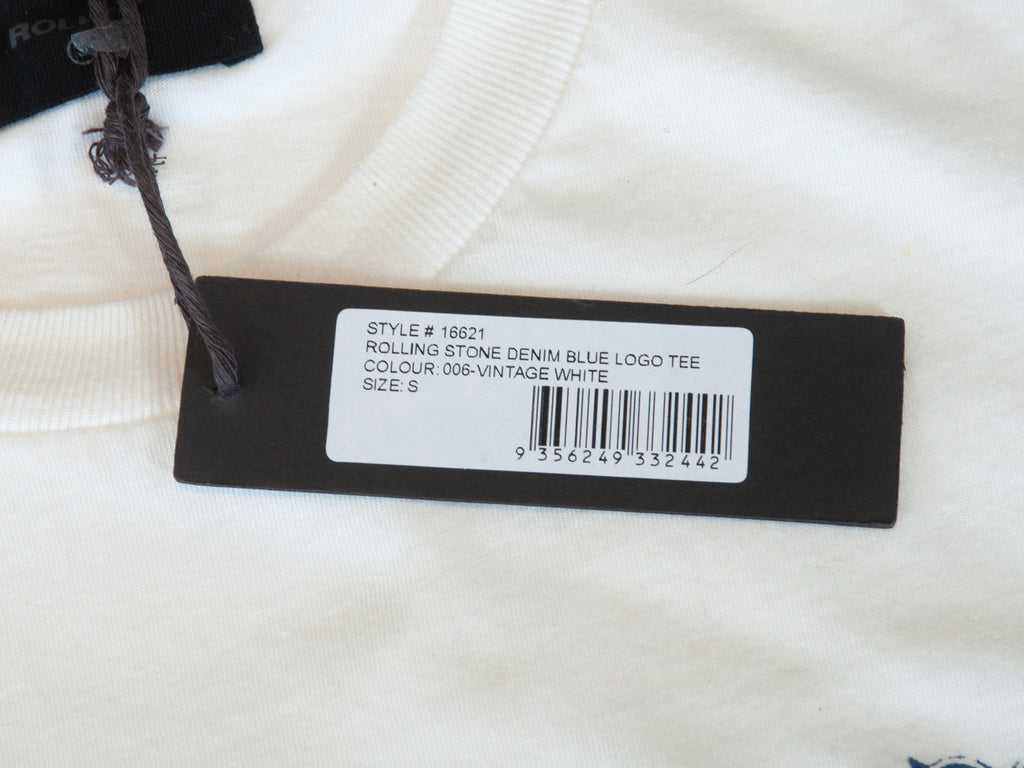 STYLE # 16621
ROLLING STONE DENIM BLUE LOGO TEE
COLOUR: 006-VINTAGE WHITE
SIZE: S
9 356249 332442